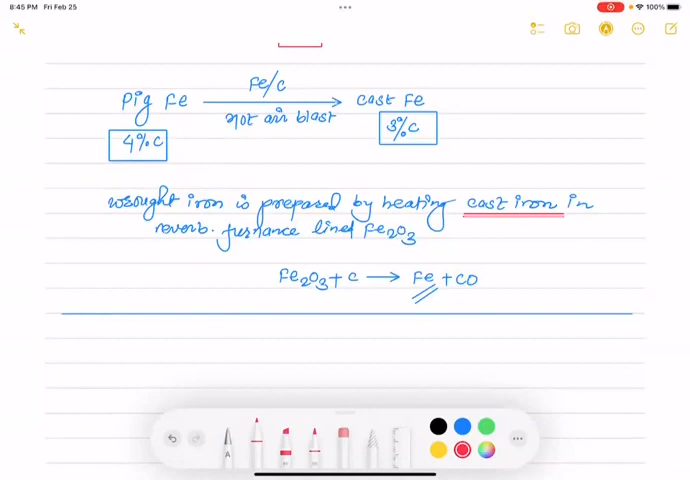 8:45 PM Fri Feb 25
100%
Fe/C
Pig Fe → cast Fe
hot air blast
4%C
3%C
wrought iron is prepared by heating cast iron in
reverb. furnance lined Fe₂O₃
Fe₂O₃ + C → Fe + CO
A